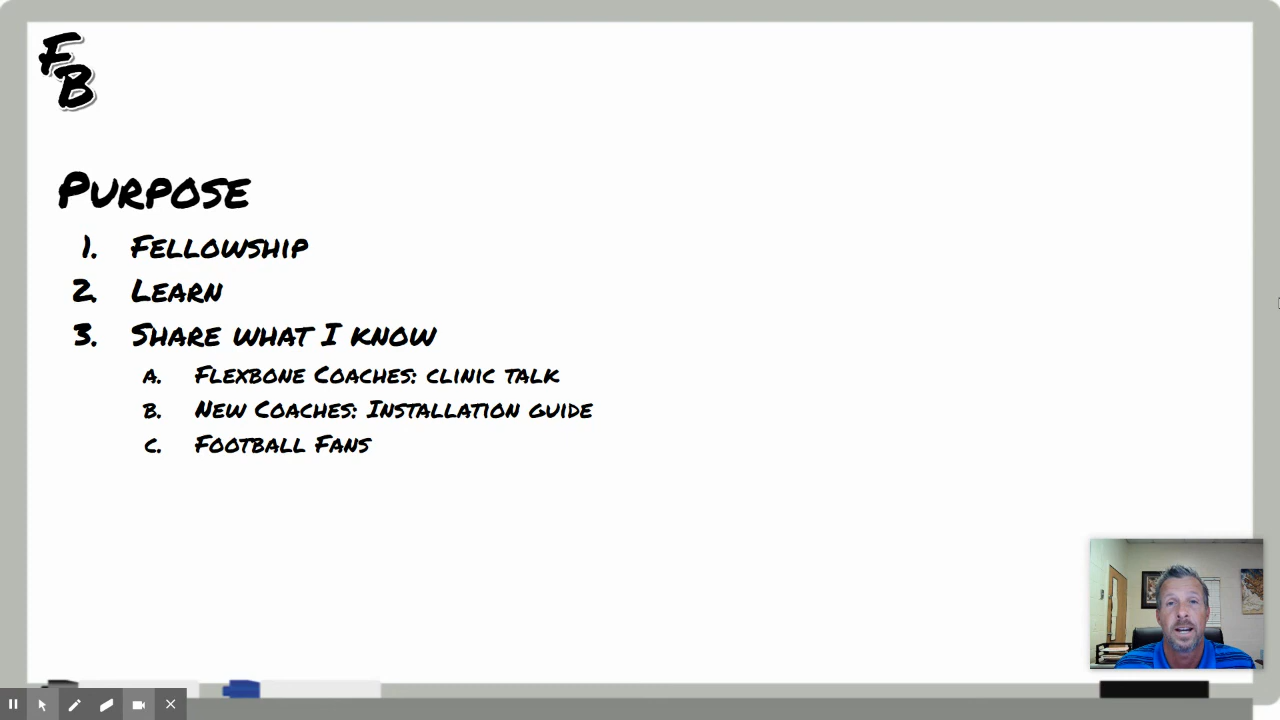 F
B
Purpose
1. Fellowship
2. Learn
3. Share what I know
a. Flexbone Coaches: clinic talk
b. New Coaches: Installation guide
c. Football Fans